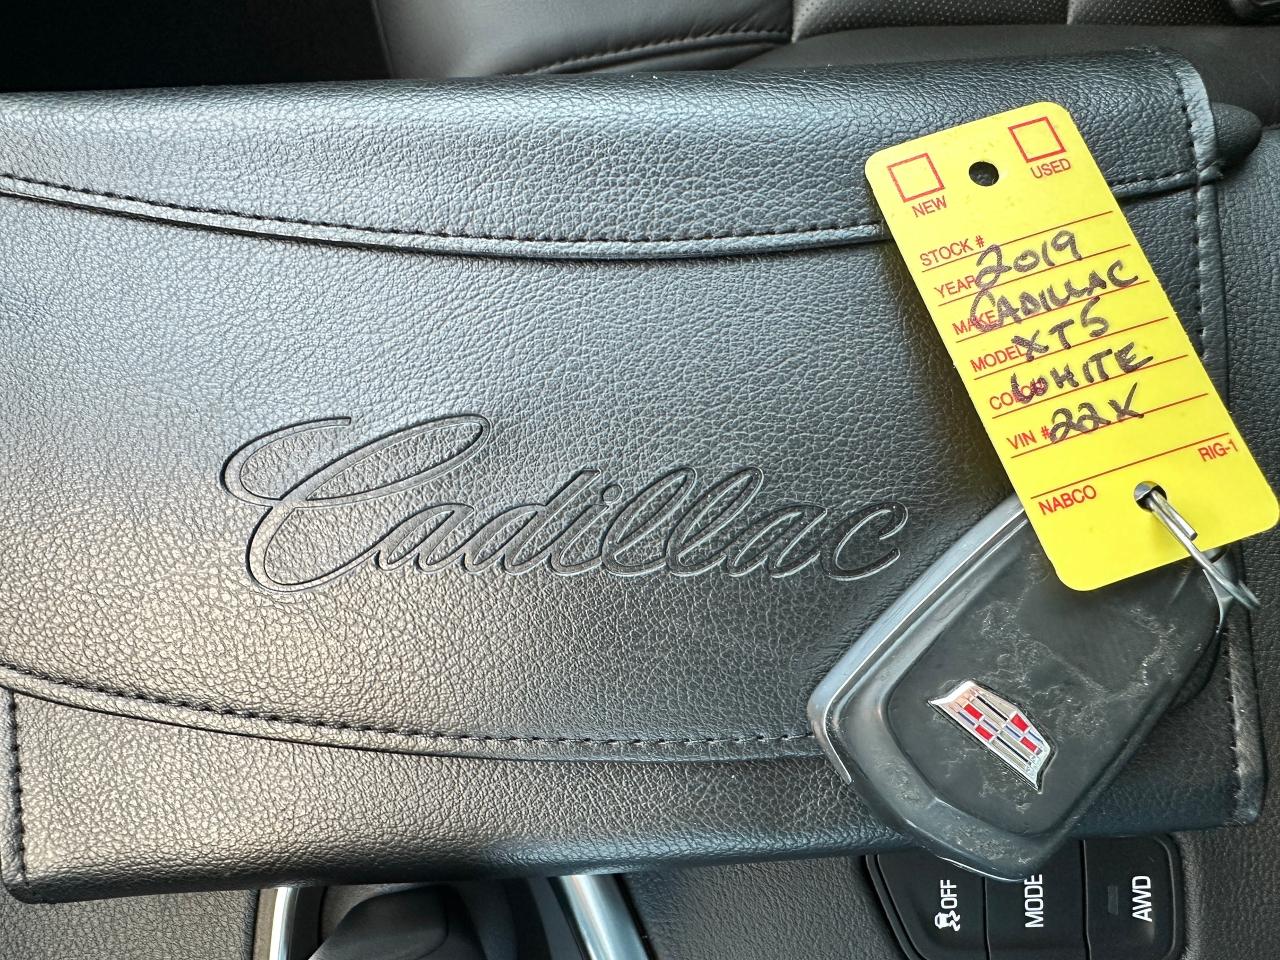 Cadillac
NEW
USED
STOCK #
YEAR 2019
MAKE CADILLAC
MODEL XT5
COLOR WHITE
VIN # 22K
NABCO
RIG-1
OFF
MODE
AWD